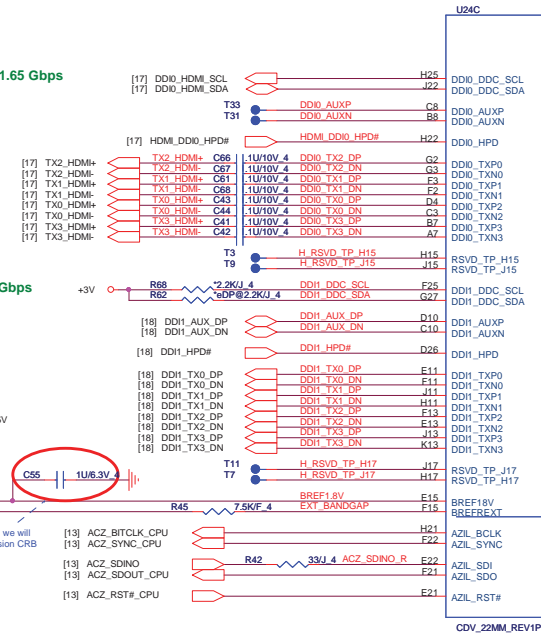 U24C
1.65 Gbps
[17] DDI0_HDMI_SCL H25 DDI0_DDC_SCL
[17] DDI0_HDMI_SDA J22 DDI0_DDC_SDA
T33 DDI0_AUXP C8 DDI0_AUXP
T31 DDI0_AUXN B8 DDI0_AUXN
[17] HDMI_DDI0_HPD# HDMI_DDI0_HPD# H22 DDI0_HPD
[17] TX2_HDMI+ TX2_HDMI+ C66 .1U/10V_4 DDI0_TX2_DP G2 DDI0_TXP0
[17] TX2_HDMI- TX2_HDMI- C67 .1U/10V_4 DDI0_TX2_DN G3 DDI0_TXN0
[17] TX1_HDMI+ TX1_HDMI+ C61 .1U/10V_4 DDI0_TX1_DP F3 DDI0_TXP1
[17] TX1_HDMI- TX1_HDMI- C68 .1U/10V_4 DDI0_TX1_DN F2 DDI0_TXN1
[17] TX0_HDMI+ TX0_HDMI+ C43 .1U/10V_4 DDI0_TX0_DP D4 DDI0_TXP2
[17] TX0_HDMI- TX0_HDMI- C44 .1U/10V_4 DDI0_TX0_DN C3 DDI0_TXN2
[17] TX3_HDMI+ TX3_HDMI+ C41 .1U/10V_4 DDI0_TX3_DP B7 DDI0_TXP3
[17] TX3_HDMI- TX3_HDMI- C42 .1U/10V_4 DDI0_TX3_DN A7 DDI0_TXN3
T3 H_RSVD_TP_H15 H15 RSVD_TP_H15
T9 H_RSVD_TP_J15 J15 RSVD_TP_J15
Gbps
+3V R68 *2.2K/J_4 DDI1_DDC_SCL F25 DDI1_DDC_SCL
R62 *eDP@2.2K/J_4 DDI1_DDC_SDA G27 DDI1_DDC_SDA
[18] DDI1_AUX_DP DDI1_AUX_DP D10 DDI1_AUXP
[18] DDI1_AUX_DN DDI1_AUX_DN C10 DDI1_AUXN
[18] DDI1_HPD# DDI1_HPD# D26 DDI1_HPD
[18] DDI1_TX0_DP DDI1_TX0_DP E11 DDI1_TXP0
[18] DDI1_TX0_DN DDI1_TX0_DN F11 DDI1_TXN0
[18] DDI1_TX1_DP DDI1_TX1_DP J11 DDI1_TXP1
[18] DDI1_TX1_DN DDI1_TX1_DN H11 DDI1_TXN1
[18] DDI1_TX2_DP DDI1_TX2_DP F13 DDI1_TXP2
[18] DDI1_TX2_DN DDI1_TX2_DN E13 DDI1_TXN2
[18] DDI1_TX3_DP DDI1_TX3_DP J13 DDI1_TXP3
[18] DDI1_TX3_DN DDI1_TX3_DN K13 DDI1_TXN3
T11 H_RSVD_TP_H17 J17 RSVD_TP_J17
T7 H_RSVD_TP_J17 H17 RSVD_TP_H17
C55 1U/6.3V_4
BREF1.8V E15 BREF18V
R45 7.5K/F_4 EXT_BANDGAP F15 BREFREXT
we will
sion CRB
[13] ACZ_BITCLK_CPU H21 AZIL_BCLK
[13] ACZ_SYNC_CPU F22 AZIL_SYNC
[13] ACZ_SDINO R42 33/J_4 ACZ_SDINO_R E22 AZIL_SDI
[13] ACZ_SDOUT_CPU F21 AZIL_SDO
[13] ACZ_RST#_CPU E21 AZIL_RST#
CDV_22MM_REV1P